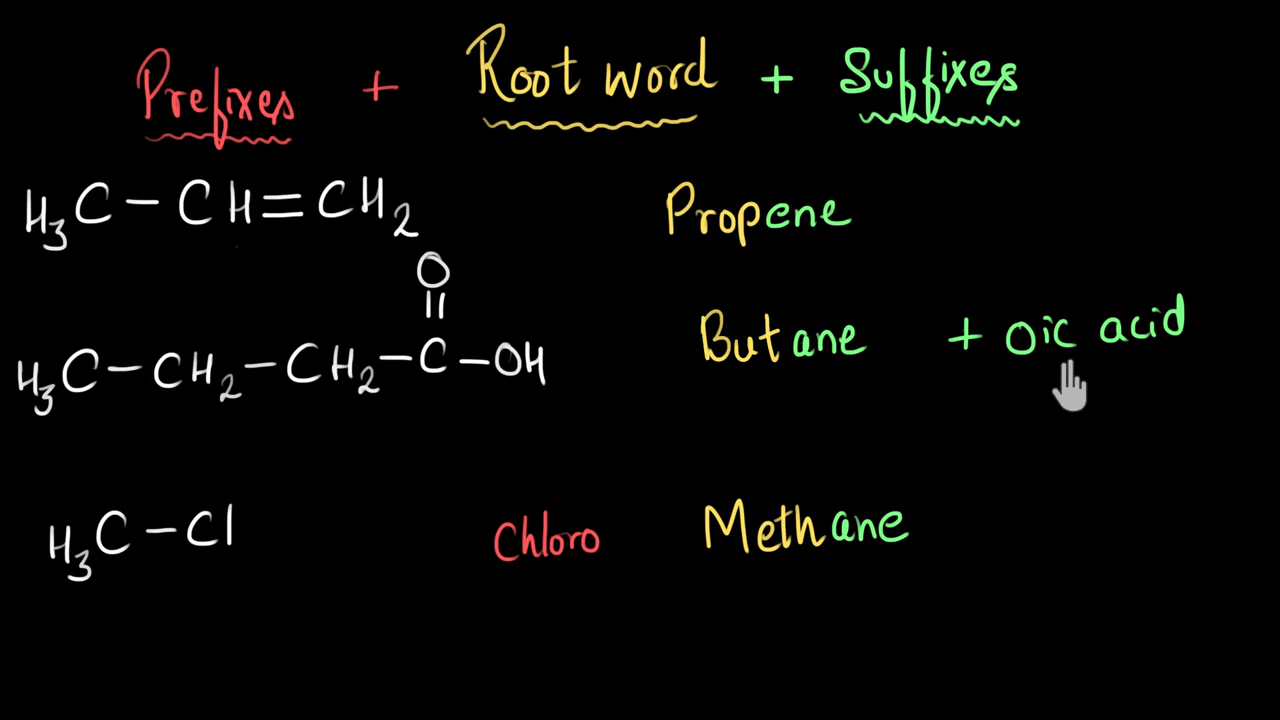 Prefixes + Root word + Suffixes
H₃C – CH = CH₂ Propene
O
||
H₃C – CH₂ – CH₂ – C – OH Butane + Oic acid
H₃C – Cl Chloro Methane